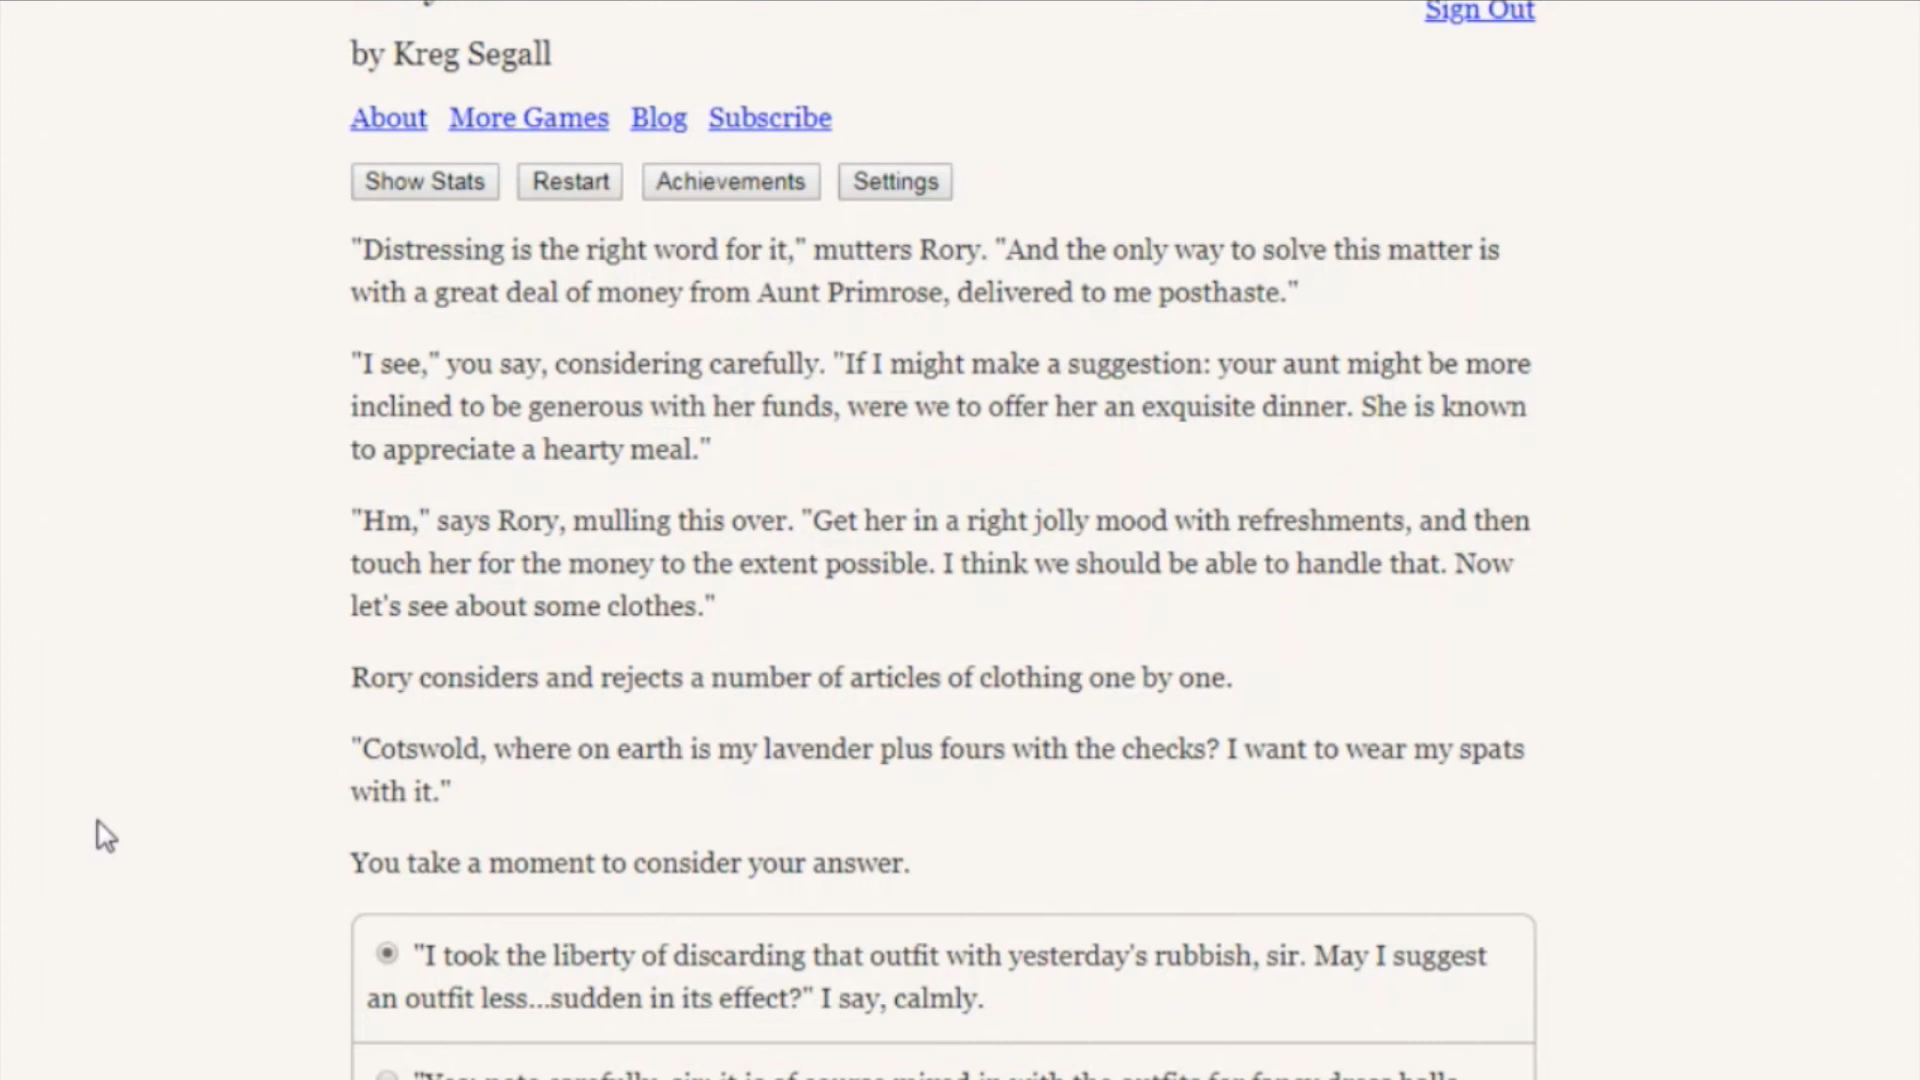 Sign Out
by Kreg Segall
About More Games Blog Subscribe
Show Stats Restart Achievements Settings
"Distressing is the right word for it," mutters Rory. "And the only way to solve this matter is
with a great deal of money from Aunt Primrose, delivered to me posthaste."
"I see," you say, considering carefully. "If I might make a suggestion: your aunt might be more
inclined to be generous with her funds, were we to offer her an exquisite dinner. She is known
to appreciate a hearty meal."
"Hm," says Rory, mulling this over. "Get her in a right jolly mood with refreshments, and then
touch her for the money to the extent possible. I think we should be able to handle that. Now
let's see about some clothes."
Rory considers and rejects a number of articles of clothing one by one.
"Cotswold, where on earth is my lavender plus fours with the checks? I want to wear my spats
with it."
You take a moment to consider your answer.
"I took the liberty of discarding that outfit with yesterday's rubbish, sir. May I suggest
an outfit less...sudden in its effect?" I say, calmly.